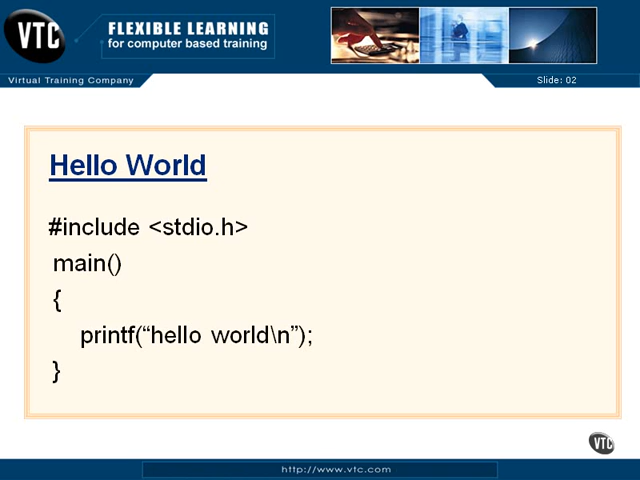 VTC
FLEXIBLE LEARNING
for computer based training
Virtual Training Company
Slide: 02
Hello World
#include <stdio.h>
main()
{
printf(“hello world\n”);
}
VTC
http://www.vtc.com